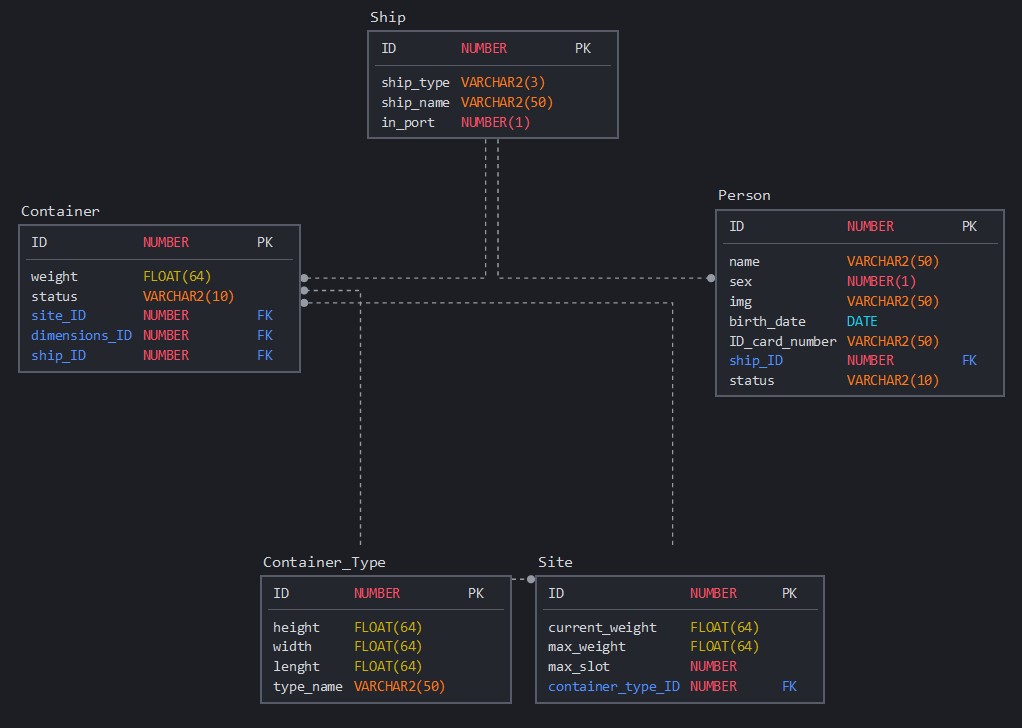 Ship
ID NUMBER PK
ship_type VARCHAR2(3)
ship_name VARCHAR2(50)
in_port NUMBER(1)
Container
ID NUMBER PK
weight FLOAT(64)
status VARCHAR2(10)
site_ID NUMBER FK
dimensions_ID NUMBER FK
ship_ID NUMBER FK
Person
ID NUMBER PK
name VARCHAR2(50)
sex NUMBER(1)
img VARCHAR2(50)
birth_date DATE
ID_card_number VARCHAR2(50)
ship_ID NUMBER FK
status VARCHAR2(10)
Container_Type
ID NUMBER PK
height FLOAT(64)
width FLOAT(64)
lenght FLOAT(64)
type_name VARCHAR2(50)
Site
ID NUMBER PK
current_weight FLOAT(64)
max_weight FLOAT(64)
max_slot NUMBER
container_type_ID NUMBER FK